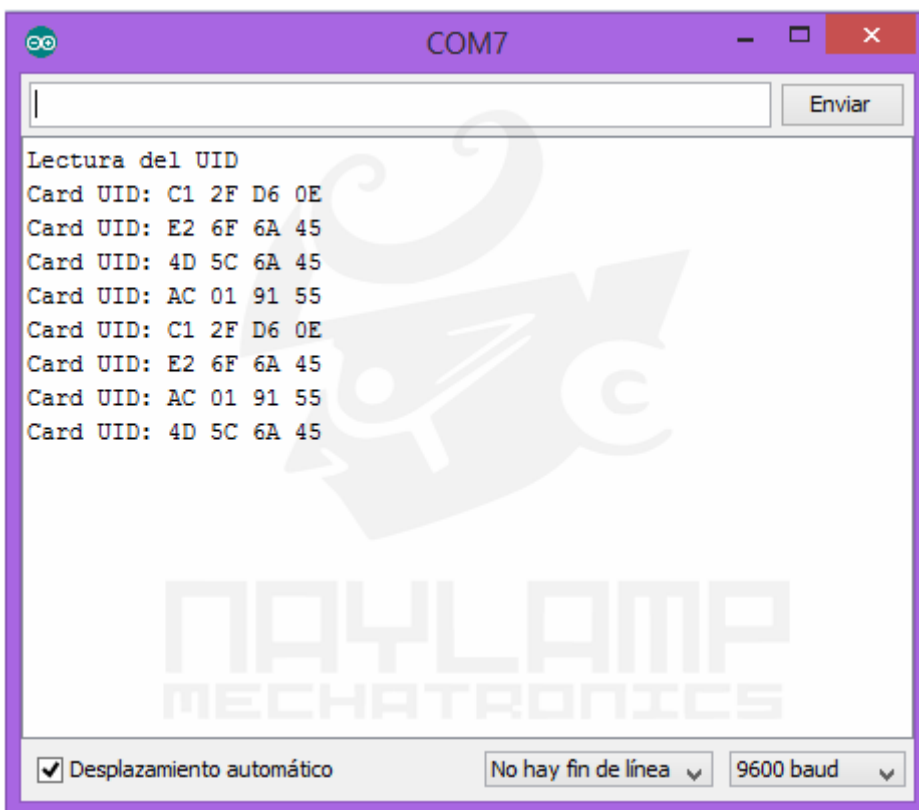 COM7
Enviar
Lectura del UID
Card UID: C1 2F D6 0E
Card UID: E2 6F 6A 45
Card UID: 4D 5C 6A 45
Card UID: AC 01 91 55
Card UID: C1 2F D6 0E
Card UID: E2 6F 6A 45
Card UID: AC 01 91 55
Card UID: 4D 5C 6A 45
NAYLAMP
MECHATRONICS
Desplazamiento automático No hay fin de línea 9600 baud